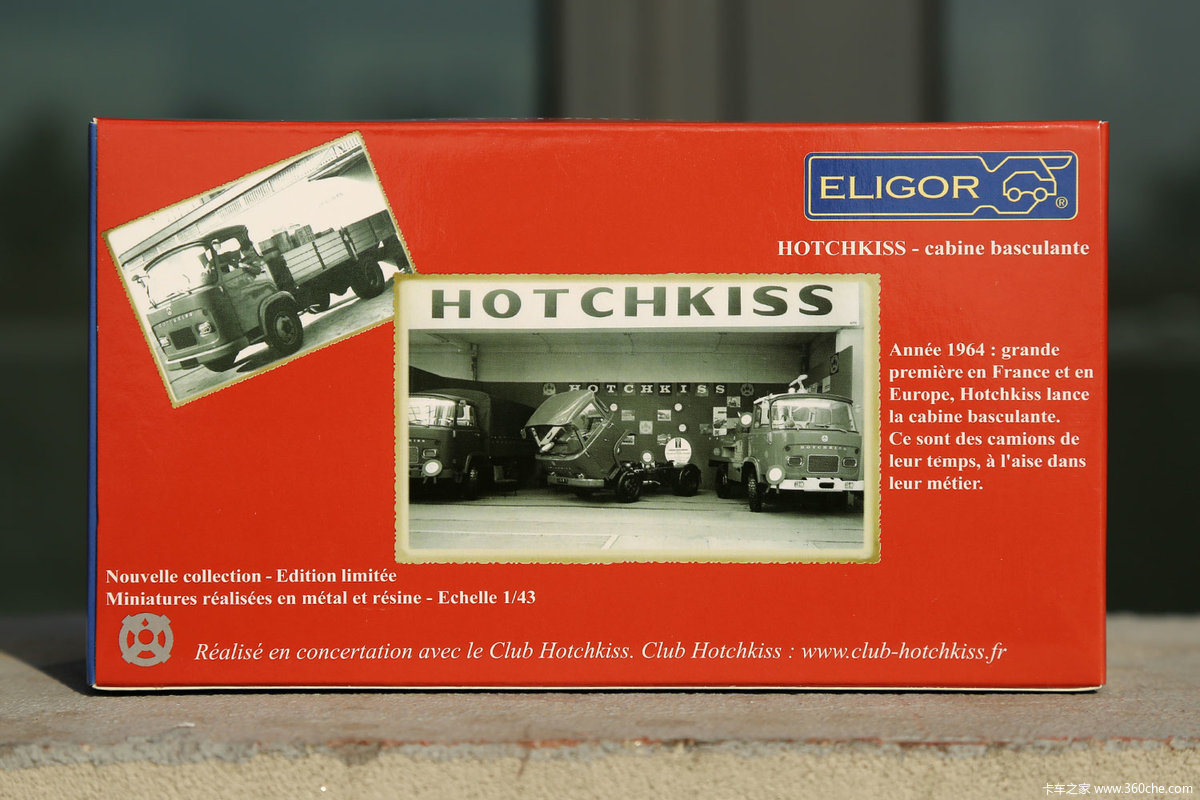 ELIGOR ®
HOTCHKISS - cabine basculante
HOTCHKISS
HOTCHKISS
HOTCHKISS
Année 1964 : grande
première en France et en
Europe, Hotchkiss lance
la cabine basculante.
Ce sont des camions de
leur temps, à l'aise dans
leur métier.
Nouvelle collection - Edition limitée
Miniatures réalisées en métal et résine - Echelle 1/43
Réalisé en concertation avec le Club Hotchkiss. Club Hotchkiss : www.club-hotchkiss.fr
卡车之家 www.360che.com